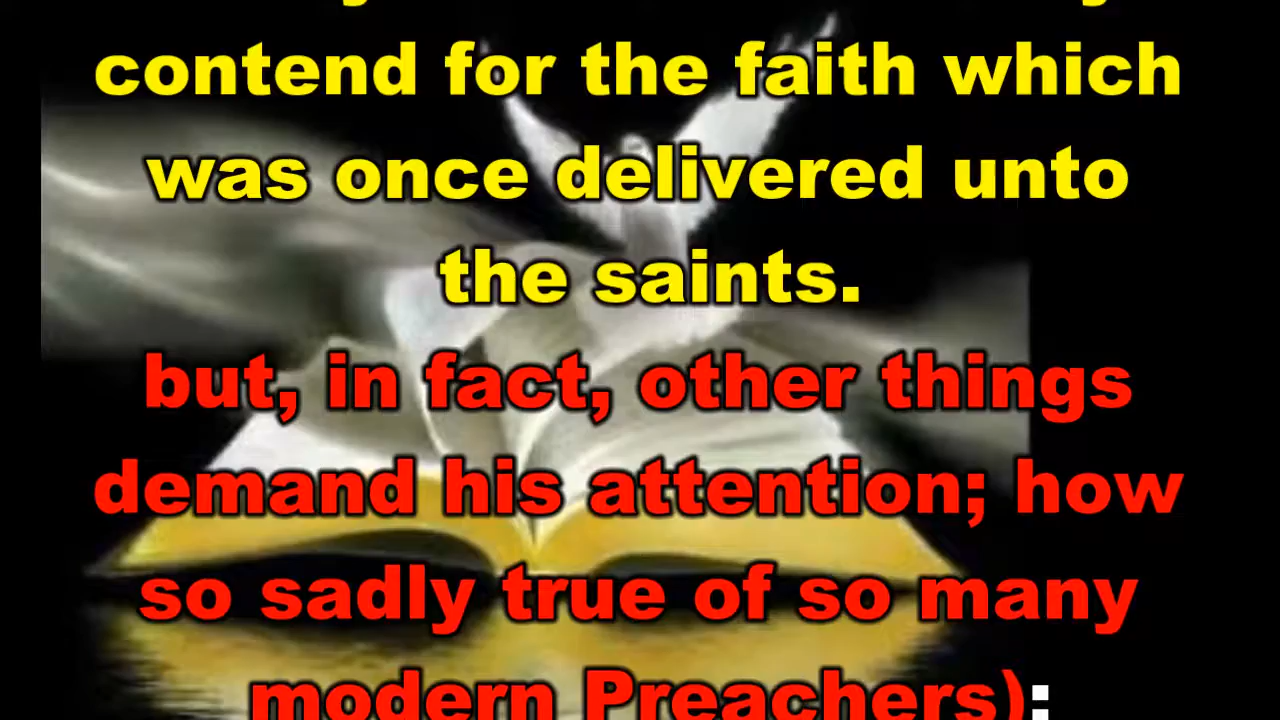 contend for the faith which
was once delivered unto
the saints.
but, in fact, other things
demand his attention; how
so sadly true of so many
modern Preachers);